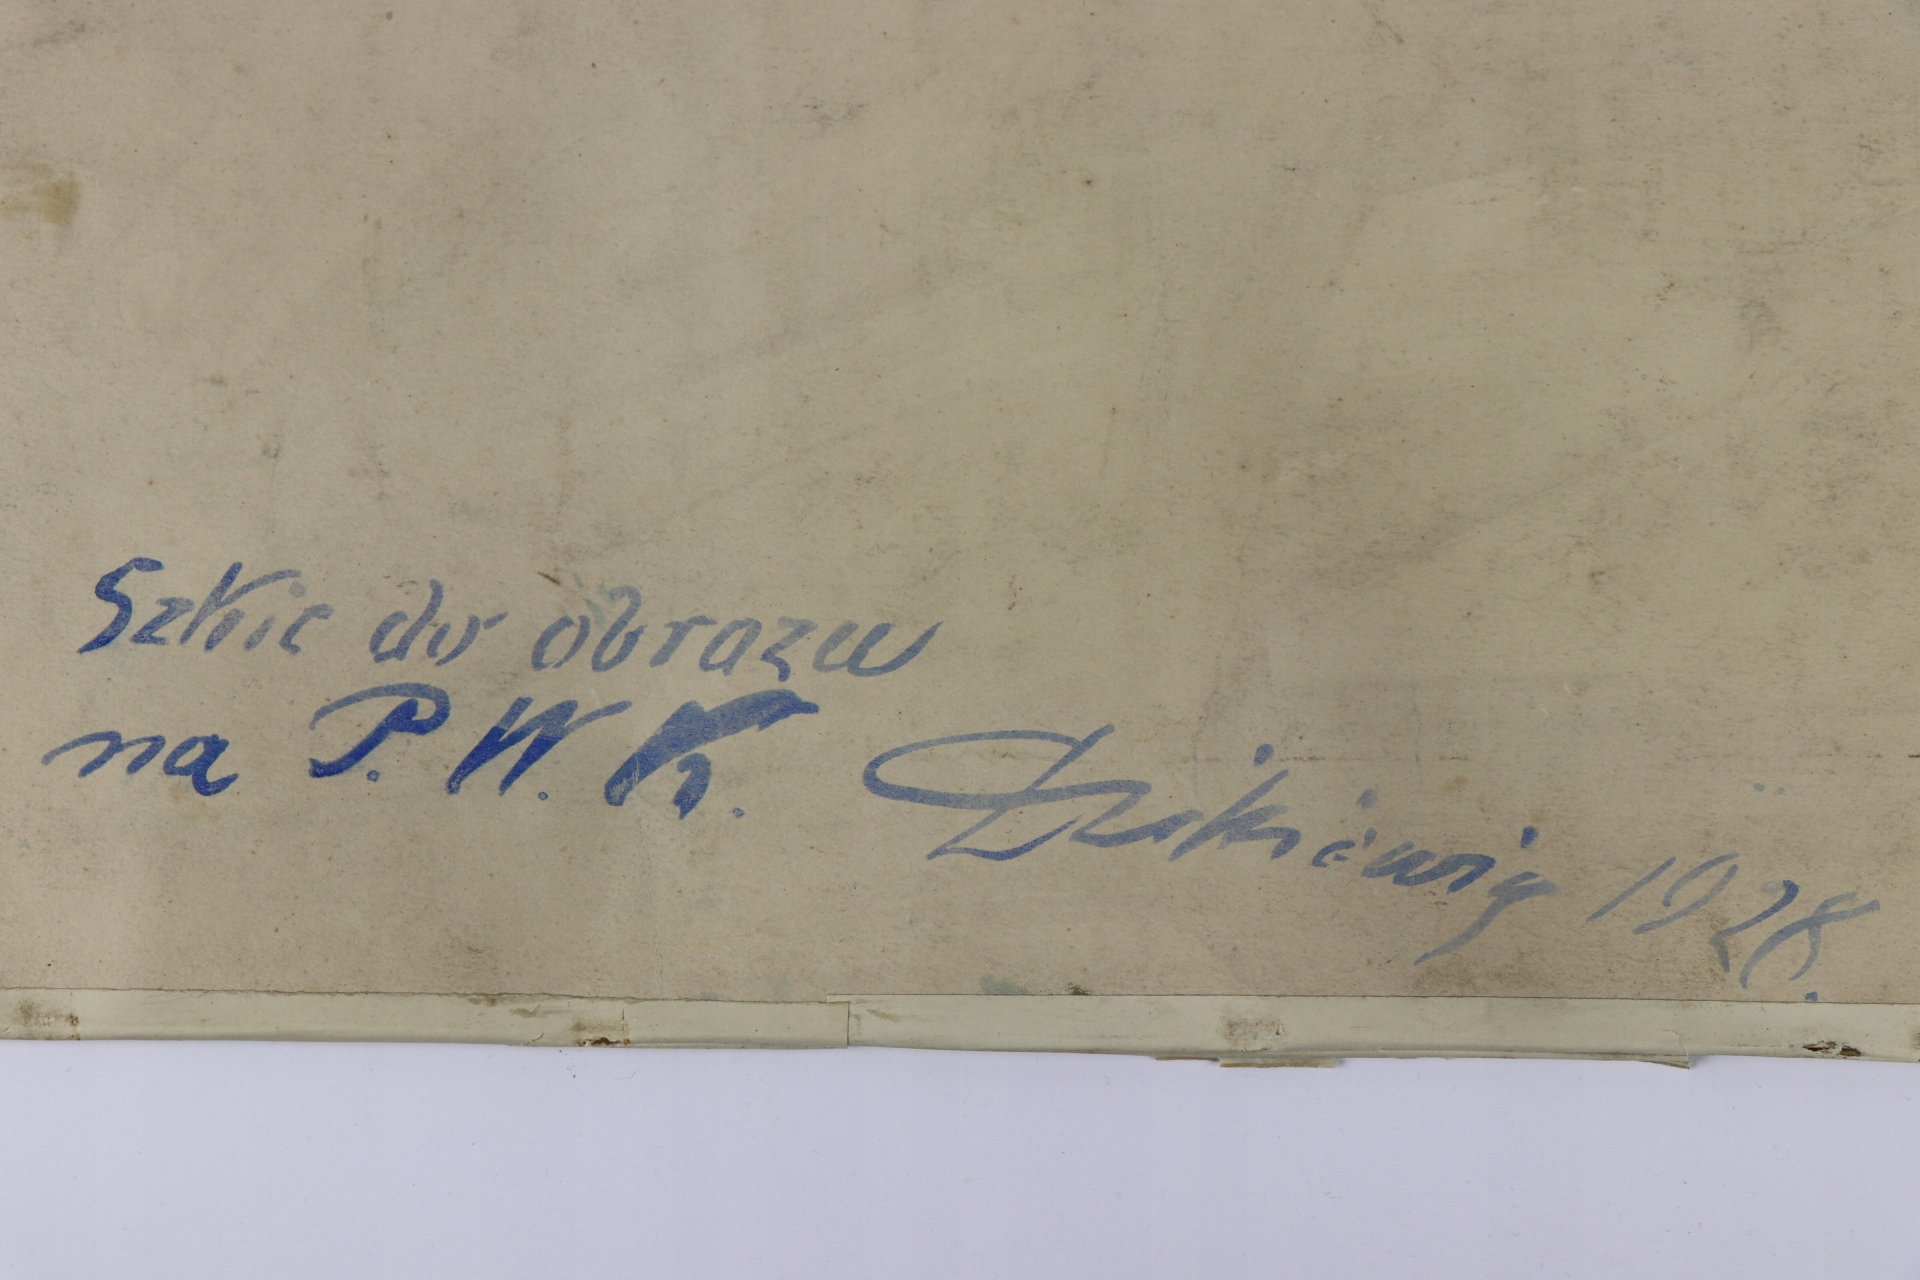 Szkic do obrazu
na P. W. K. 1928.